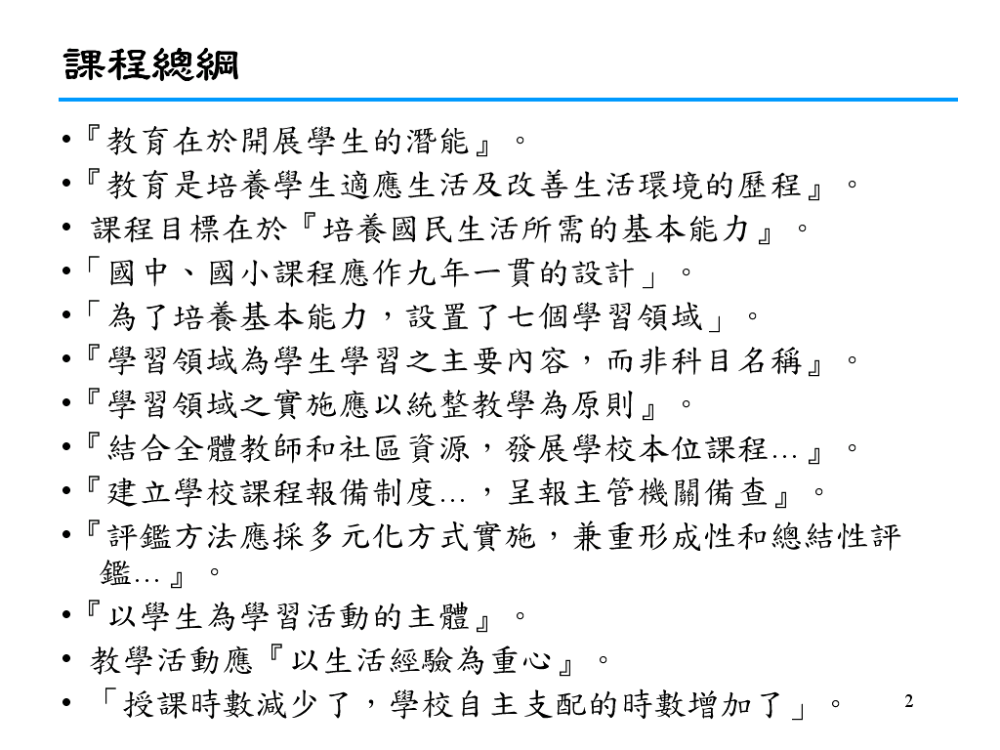 課程總綱
•『教育在於開展學生的潛能』。
•『教育是培養學生適應生活及改善生活環境的歷程』。
• 課程目標在於『培養國民生活所需的基本能力』。
•「國中、國小課程應作九年一貫的設計」。
•「為了培養基本能力，設置了七個學習領域」。
•『學習領域為學生學習之主要內容，而非科目名稱』。
•『學習領域之實施應以統整教學為原則』。
•『結合全體教師和社區資源，發展學校本位課程…』。
•『建立學校課程報備制度…，呈報主管機關備查』。
•『評鑑方法應採多元化方式實施，兼重形成性和總結性評
鑑…』。
•『以學生為學習活動的主體』。
• 教學活動應『以生活經驗為重心』。
• 「授課時數減少了，學校自主支配的時數增加了」。
2